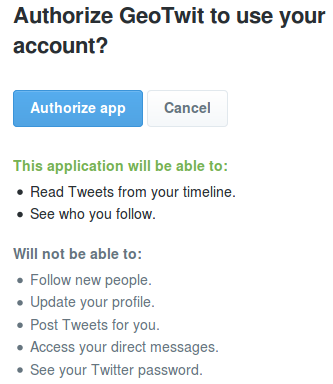 Authorize GeoTwit to use your
account?
Authorize app
Cancel
This application will be able to:
• Read Tweets from your timeline.
• See who you follow.
Will not be able to:
• Follow new people.
• Update your profile.
• Post Tweets for you.
• Access your direct messages.
• See your Twitter password.